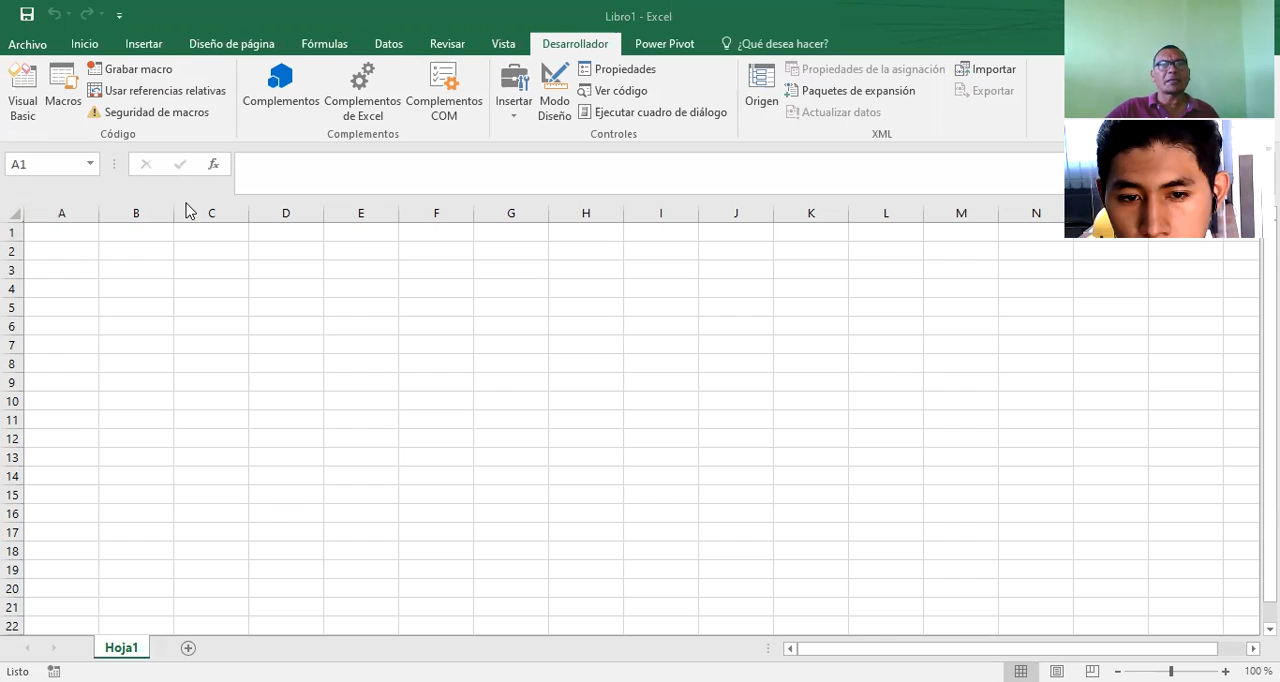 Libro1 - Excel
Archivo Inicio Insertar Diseño de página Fórmulas Datos Revisar Vista Desarrollador Power Pivot ¿Qué desea hacer?
Visual Basic
Macros
Grabar macro
Usar referencias relativas
Seguridad de macros
Código
Complementos
Complementos de Excel
Complementos COM
Complementos
Insertar
Modo Diseño
Propiedades
Ver código
Ejecutar cuadro de diálogo
Controles
Origen
Propiedades de la asignación
Paquetes de expansión
Actualizar datos
Importar
Exportar
XML
A1
fx
A B C D E F G H I J K L M N
1
2
3
4
5
6
7
8
9
10
11
12
13
14
15
16
17
18
19
20
21
22
Hoja1
Listo
100 %